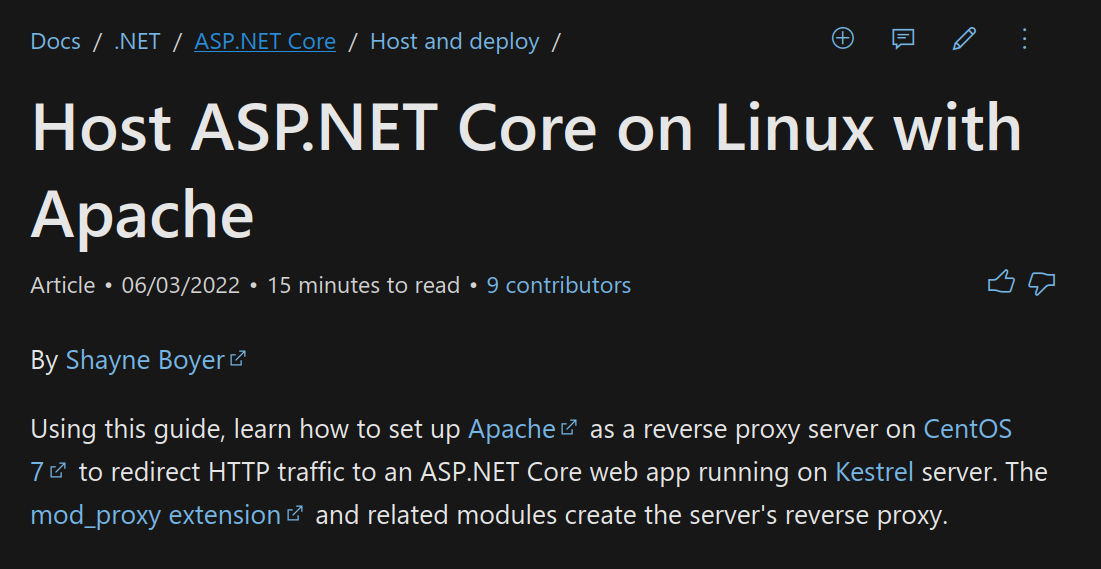 Docs / .NET / ASP.NET Core / Host and deploy /
Host ASP.NET Core on Linux with
Apache
Article • 06/03/2022 • 15 minutes to read • 9 contributors
By Shayne Boyer
Using this guide, learn how to set up Apache as a reverse proxy server on CentOS
7 to redirect HTTP traffic to an ASP.NET Core web app running on Kestrel server. The
mod_proxy extension and related modules create the server's reverse proxy.